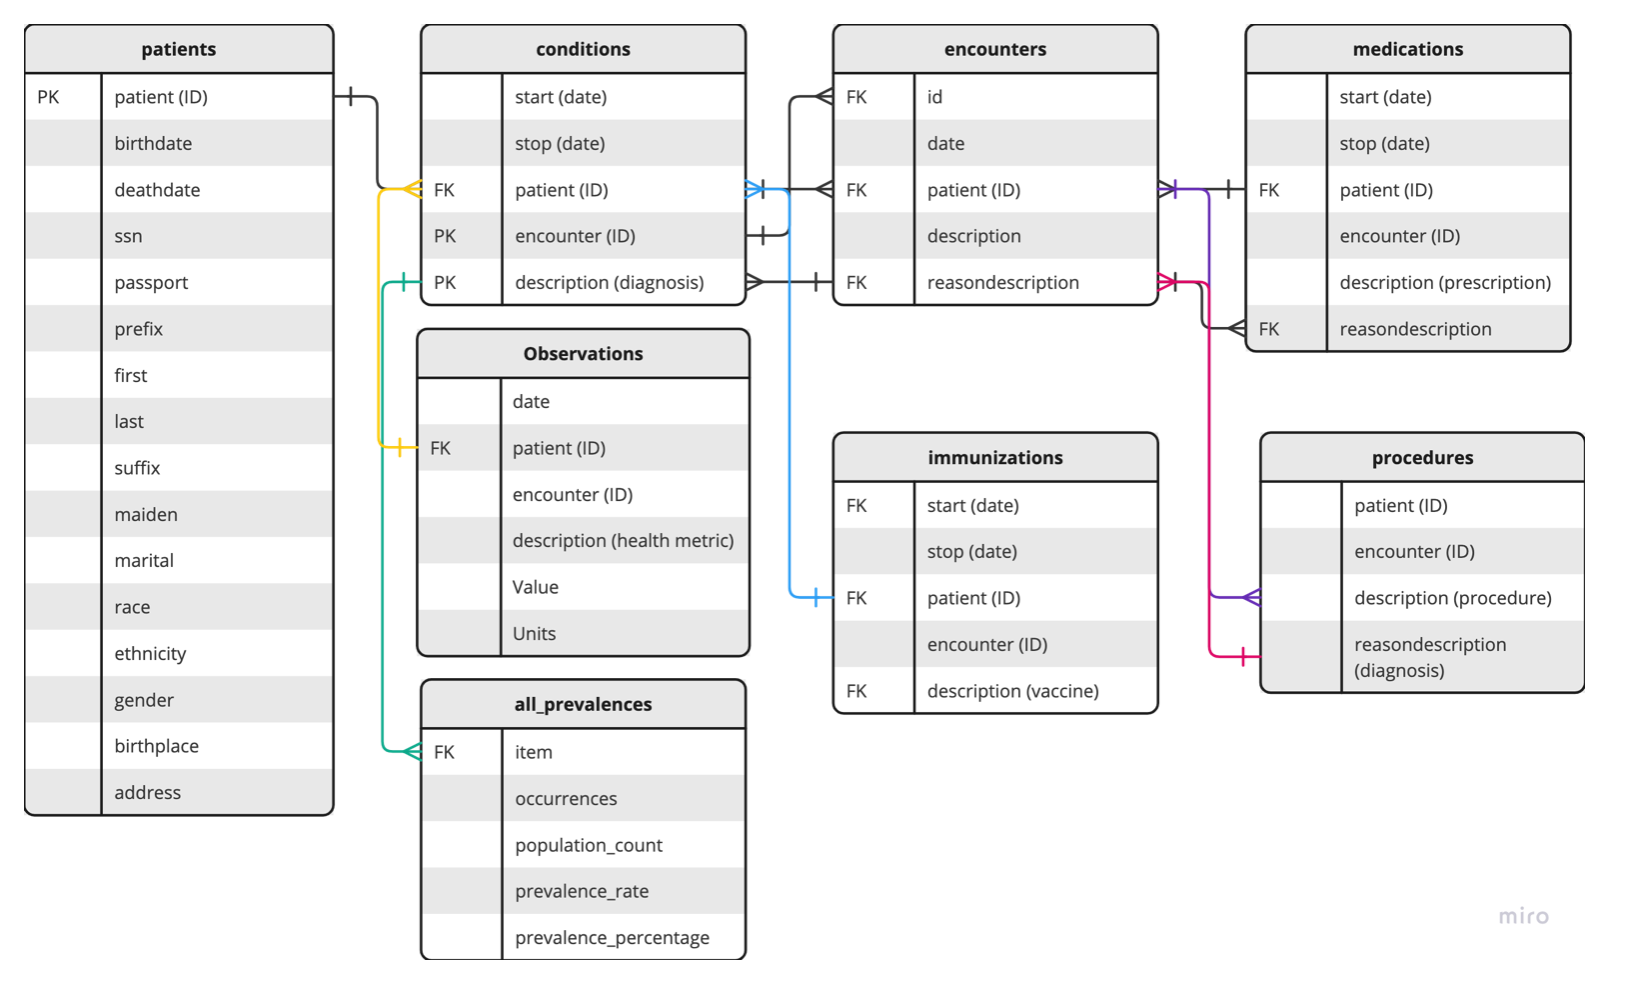 patients
PK patient (ID)
birthdate
deathdate
ssn
passport
prefix
first
last
suffix
maiden
marital
race
ethnicity
gender
birthplace
address
conditions
start (date)
stop (date)
FK patient (ID)
PK encounter (ID)
PK description (diagnosis)
Observations
date
FK patient (ID)
encounter (ID)
description (health metric)
Value
Units
all_prevalences
FK item
occurrences
population_count
prevalence_rate
prevalence_percentage
encounters
FK id
date
FK patient (ID)
description
FK reasondescription
immunizations
FK start (date)
stop (date)
FK patient (ID)
encounter (ID)
FK description (vaccine)
medications
start (date)
stop (date)
FK patient (ID)
encounter (ID)
description (prescription)
FK reasondescription
procedures
patient (ID)
encounter (ID)
description (procedure)
reasondescription
(diagnosis)
miro